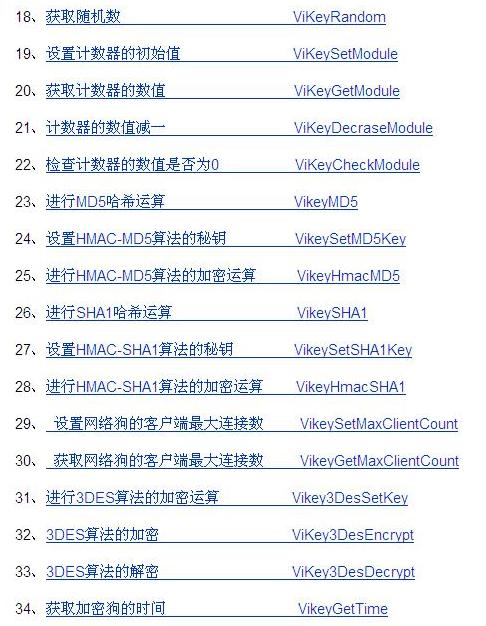 18、获取随机数 ViKeyRandom
19、设置计数器的初始值 ViKeySetModule
20、获取计数器的数值 ViKeyGetModule
21、计数器的数值减一 ViKeyDecraseModule
22、检查计数器的数值是否为0 ViKeyCheckModule
23、进行MD5哈希运算 VikeyMD5
24、设置HMAC-MD5算法的秘钥 VikeySetMD5Key
25、进行HMAC-MD5算法的加密运算 VikeyHmacMD5
26、进行SHA1哈希运算 VikeySHA1
27、设置HMAC-SHA1算法的秘钥 VikeySetSHA1Key
28、进行HMAC-SHA1算法的加密运算 VikeyHmacSHA1
29、 设置网络狗的客户端最大连接数 VikeySetMaxClientCount
30、 获取网络狗的客户端最大连接数 VikeyGetMaxClientCount
31、进行3DES算法的加密运算 Vikey3DesSetKey
32、3DES算法的加密 ViKey3DesEncrypt
33、3DES算法的解密 ViKey3DesDecrypt
34、获取加密狗的时间 VikeyGetTime